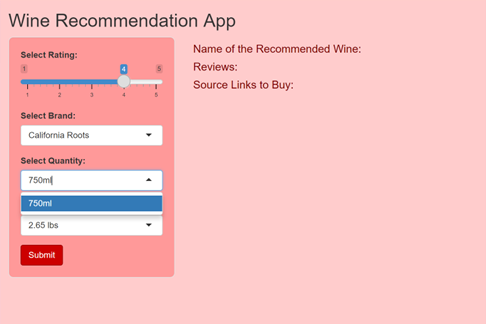 Wine Recommendation App
Select Rating:
1 4 5
1 2 3 4 5
Select Brand:
California Roots
Select Quantity:
750ml
750ml
2.65 lbs
Submit
Name of the Recommended Wine:
Reviews:
Source Links to Buy: